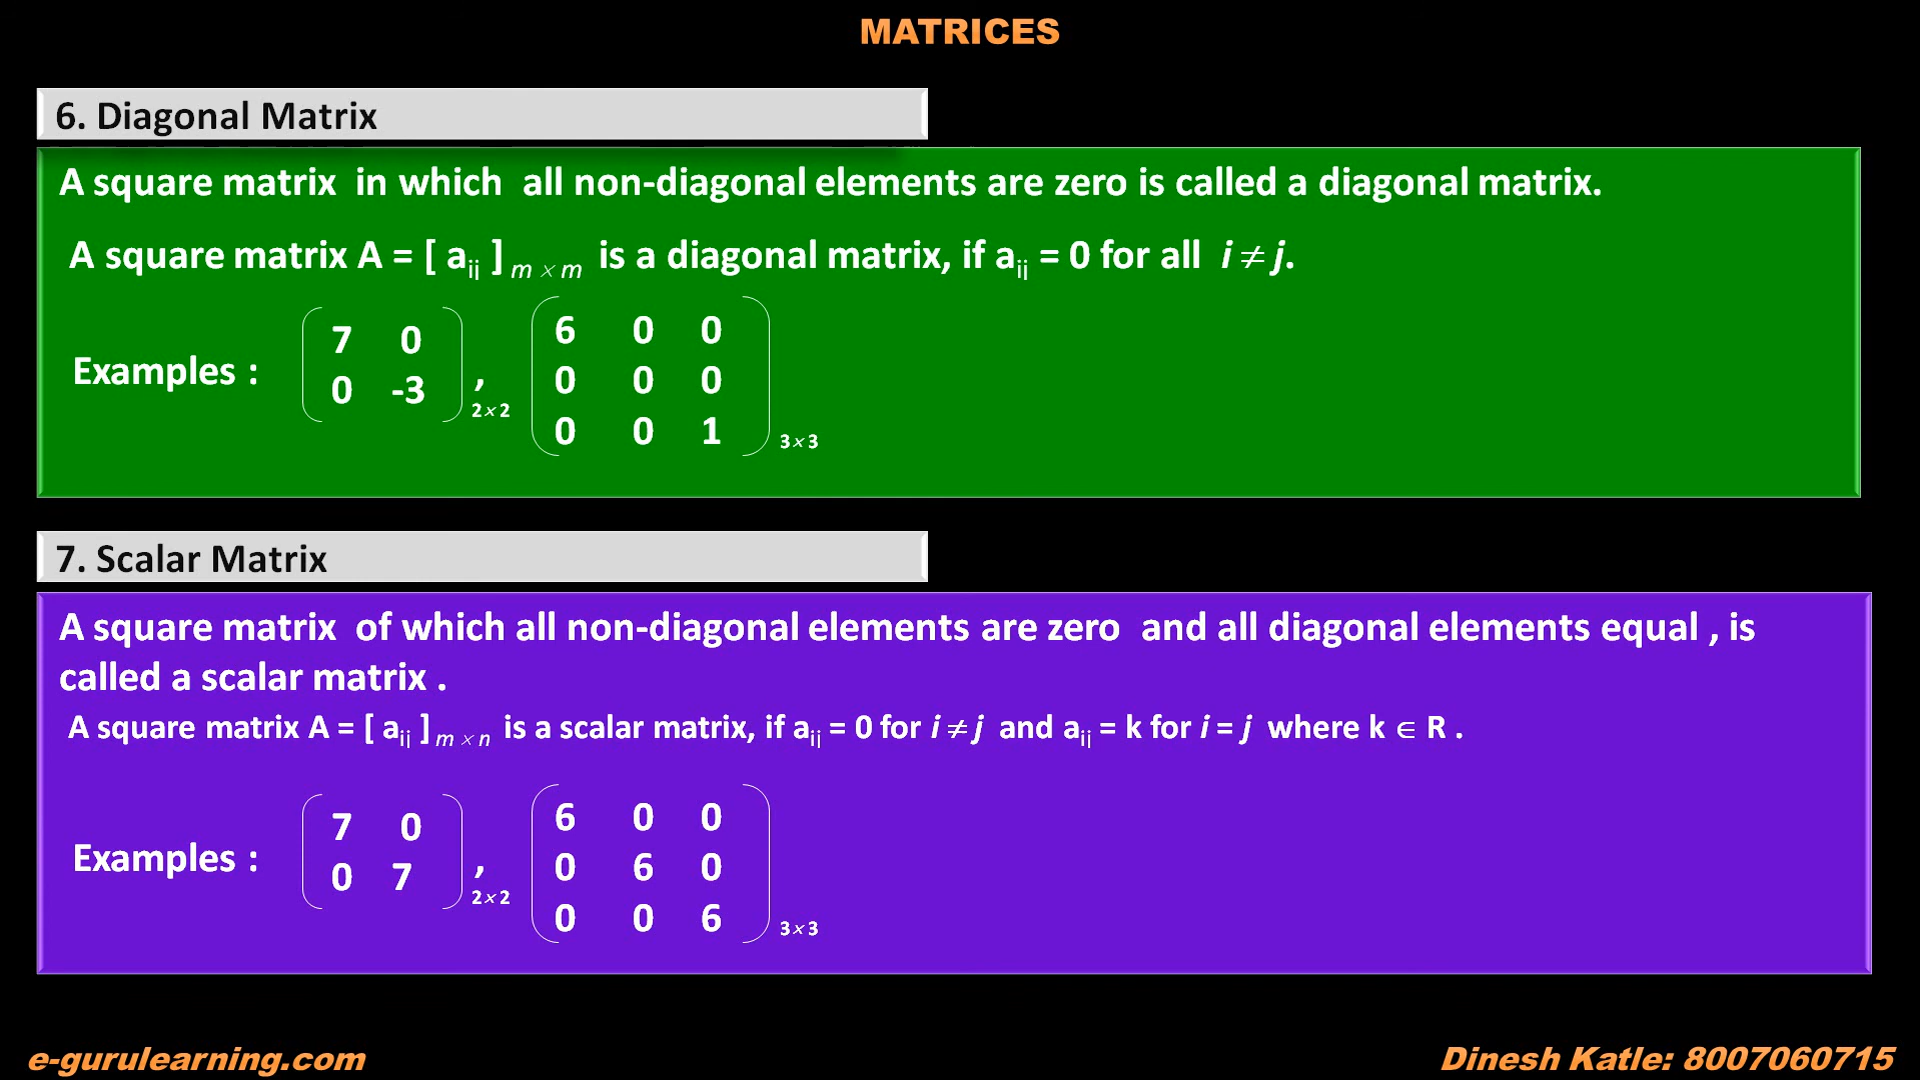 MATRICES
6. Diagonal Matrix
A square matrix in which all non-diagonal elements are zero is called a diagonal matrix.
A square matrix A = [ aij ] m × m is a diagonal matrix, if aij = 0 for all i ≠ j.
Examples :
7 0
0 -3
, 2×2
6 0 0
0 0 0
0 0 1
3×3
7. Scalar Matrix
A square matrix of which all non-diagonal elements are zero and all diagonal elements equal , is
called a scalar matrix .
A square matrix A = [ aij ] m × n is a scalar matrix, if aij = 0 for i ≠ j and aij = k for i = j where k ∈ R .
Examples :
7 0
0 7
, 2×2
6 0 0
0 6 0
0 0 6
3×3
e-gurulearning.com
Dinesh Katle: 8007060715